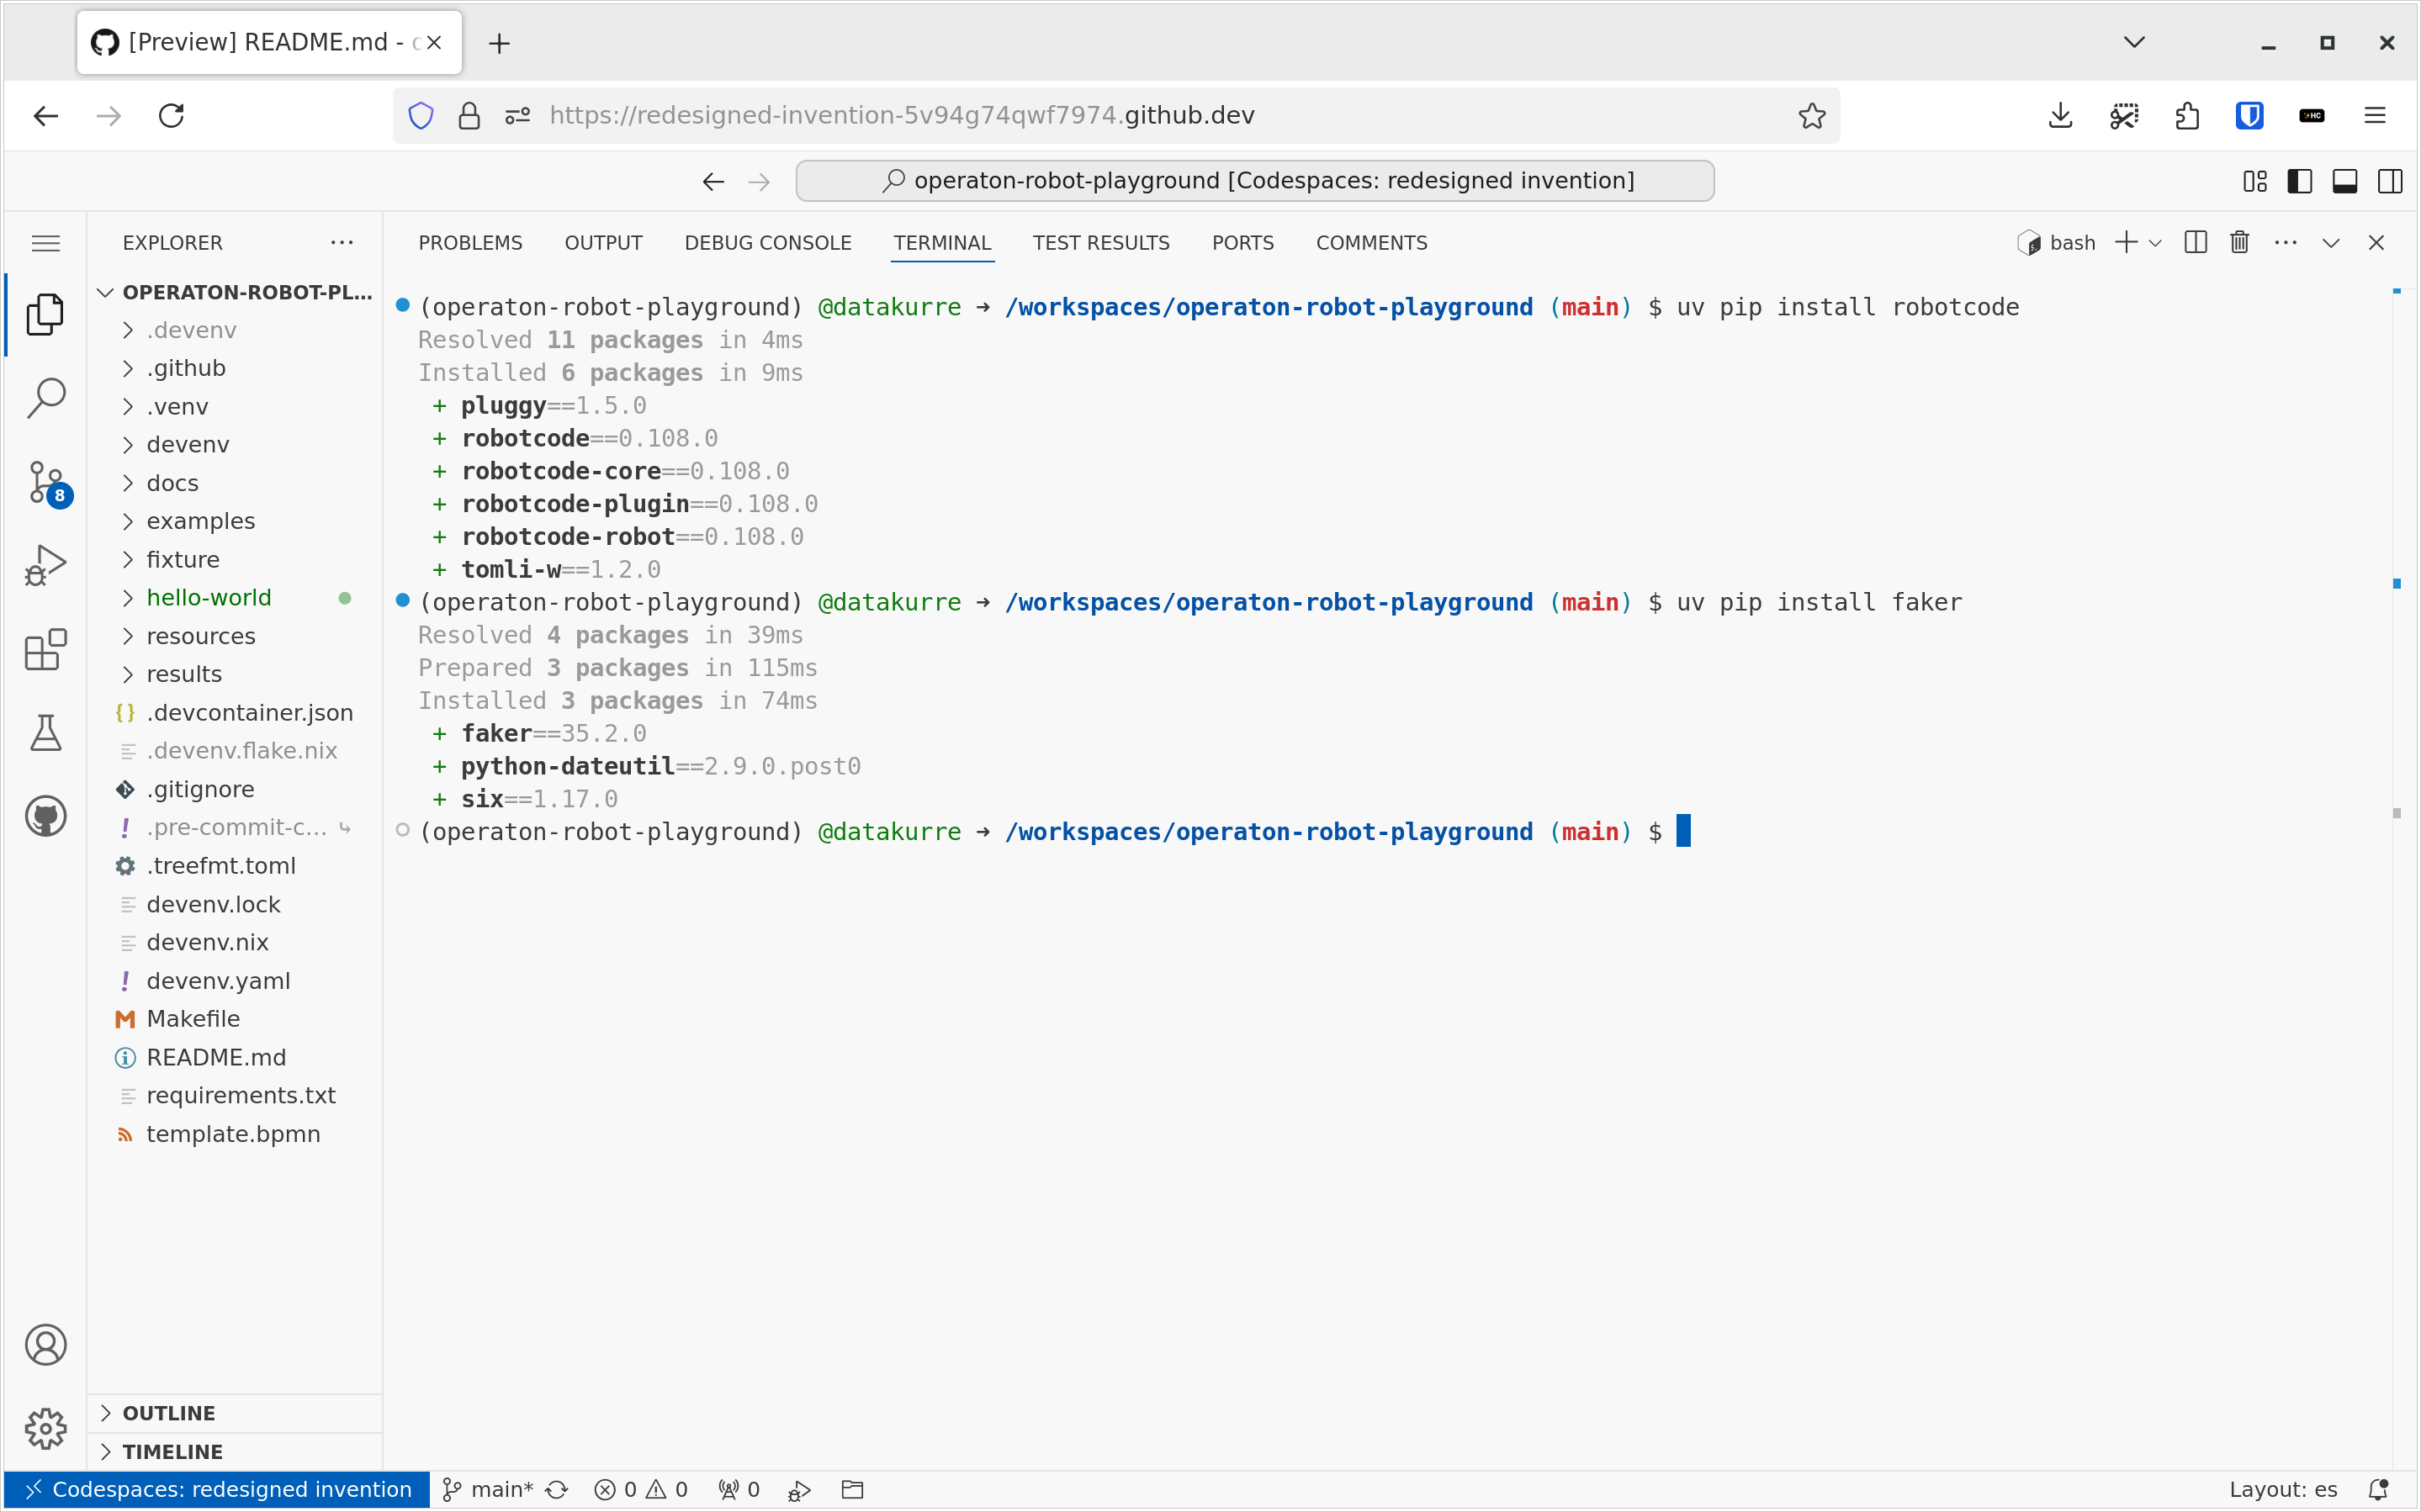 [Preview] README.md - c
https://redesigned-invention-5v94g74qwf7974.github.dev
HC
operaton-robot-playground [Codespaces: redesigned invention]
EXPLORER
PROBLEMS OUTPUT DEBUG CONSOLE TERMINAL TEST RESULTS PORTS COMMENTS
bash
OPERATON-ROBOT-PL...
.devenv
.github
.venv
devenv
docs
examples
fixture
hello-world
resources
results
.devcontainer.json
.devenv.flake.nix
.gitignore
.pre-commit-c...
.treefmt.toml
devenv.lock
devenv.nix
devenv.yaml
Makefile
README.md
requirements.txt
template.bpmn
OUTLINE
TIMELINE
8
(operaton-robot-playground) @datakurre ➜ /workspaces/operaton-robot-playground (main) $ uv pip install robotcode
Resolved 11 packages in 4ms
Installed 6 packages in 9ms
+ pluggy==1.5.0
+ robotcode==0.108.0
+ robotcode-core==0.108.0
+ robotcode-plugin==0.108.0
+ robotcode-robot==0.108.0
+ tomli-w==1.2.0
(operaton-robot-playground) @datakurre ➜ /workspaces/operaton-robot-playground (main) $ uv pip install faker
Resolved 4 packages in 39ms
Prepared 3 packages in 115ms
Installed 3 packages in 74ms
+ faker==35.2.0
+ python-dateutil==2.9.0.post0
+ six==1.17.0
(operaton-robot-playground) @datakurre ➜ /workspaces/operaton-robot-playground (main) $
Codespaces: redesigned invention main* 0 0 0 Layout: es